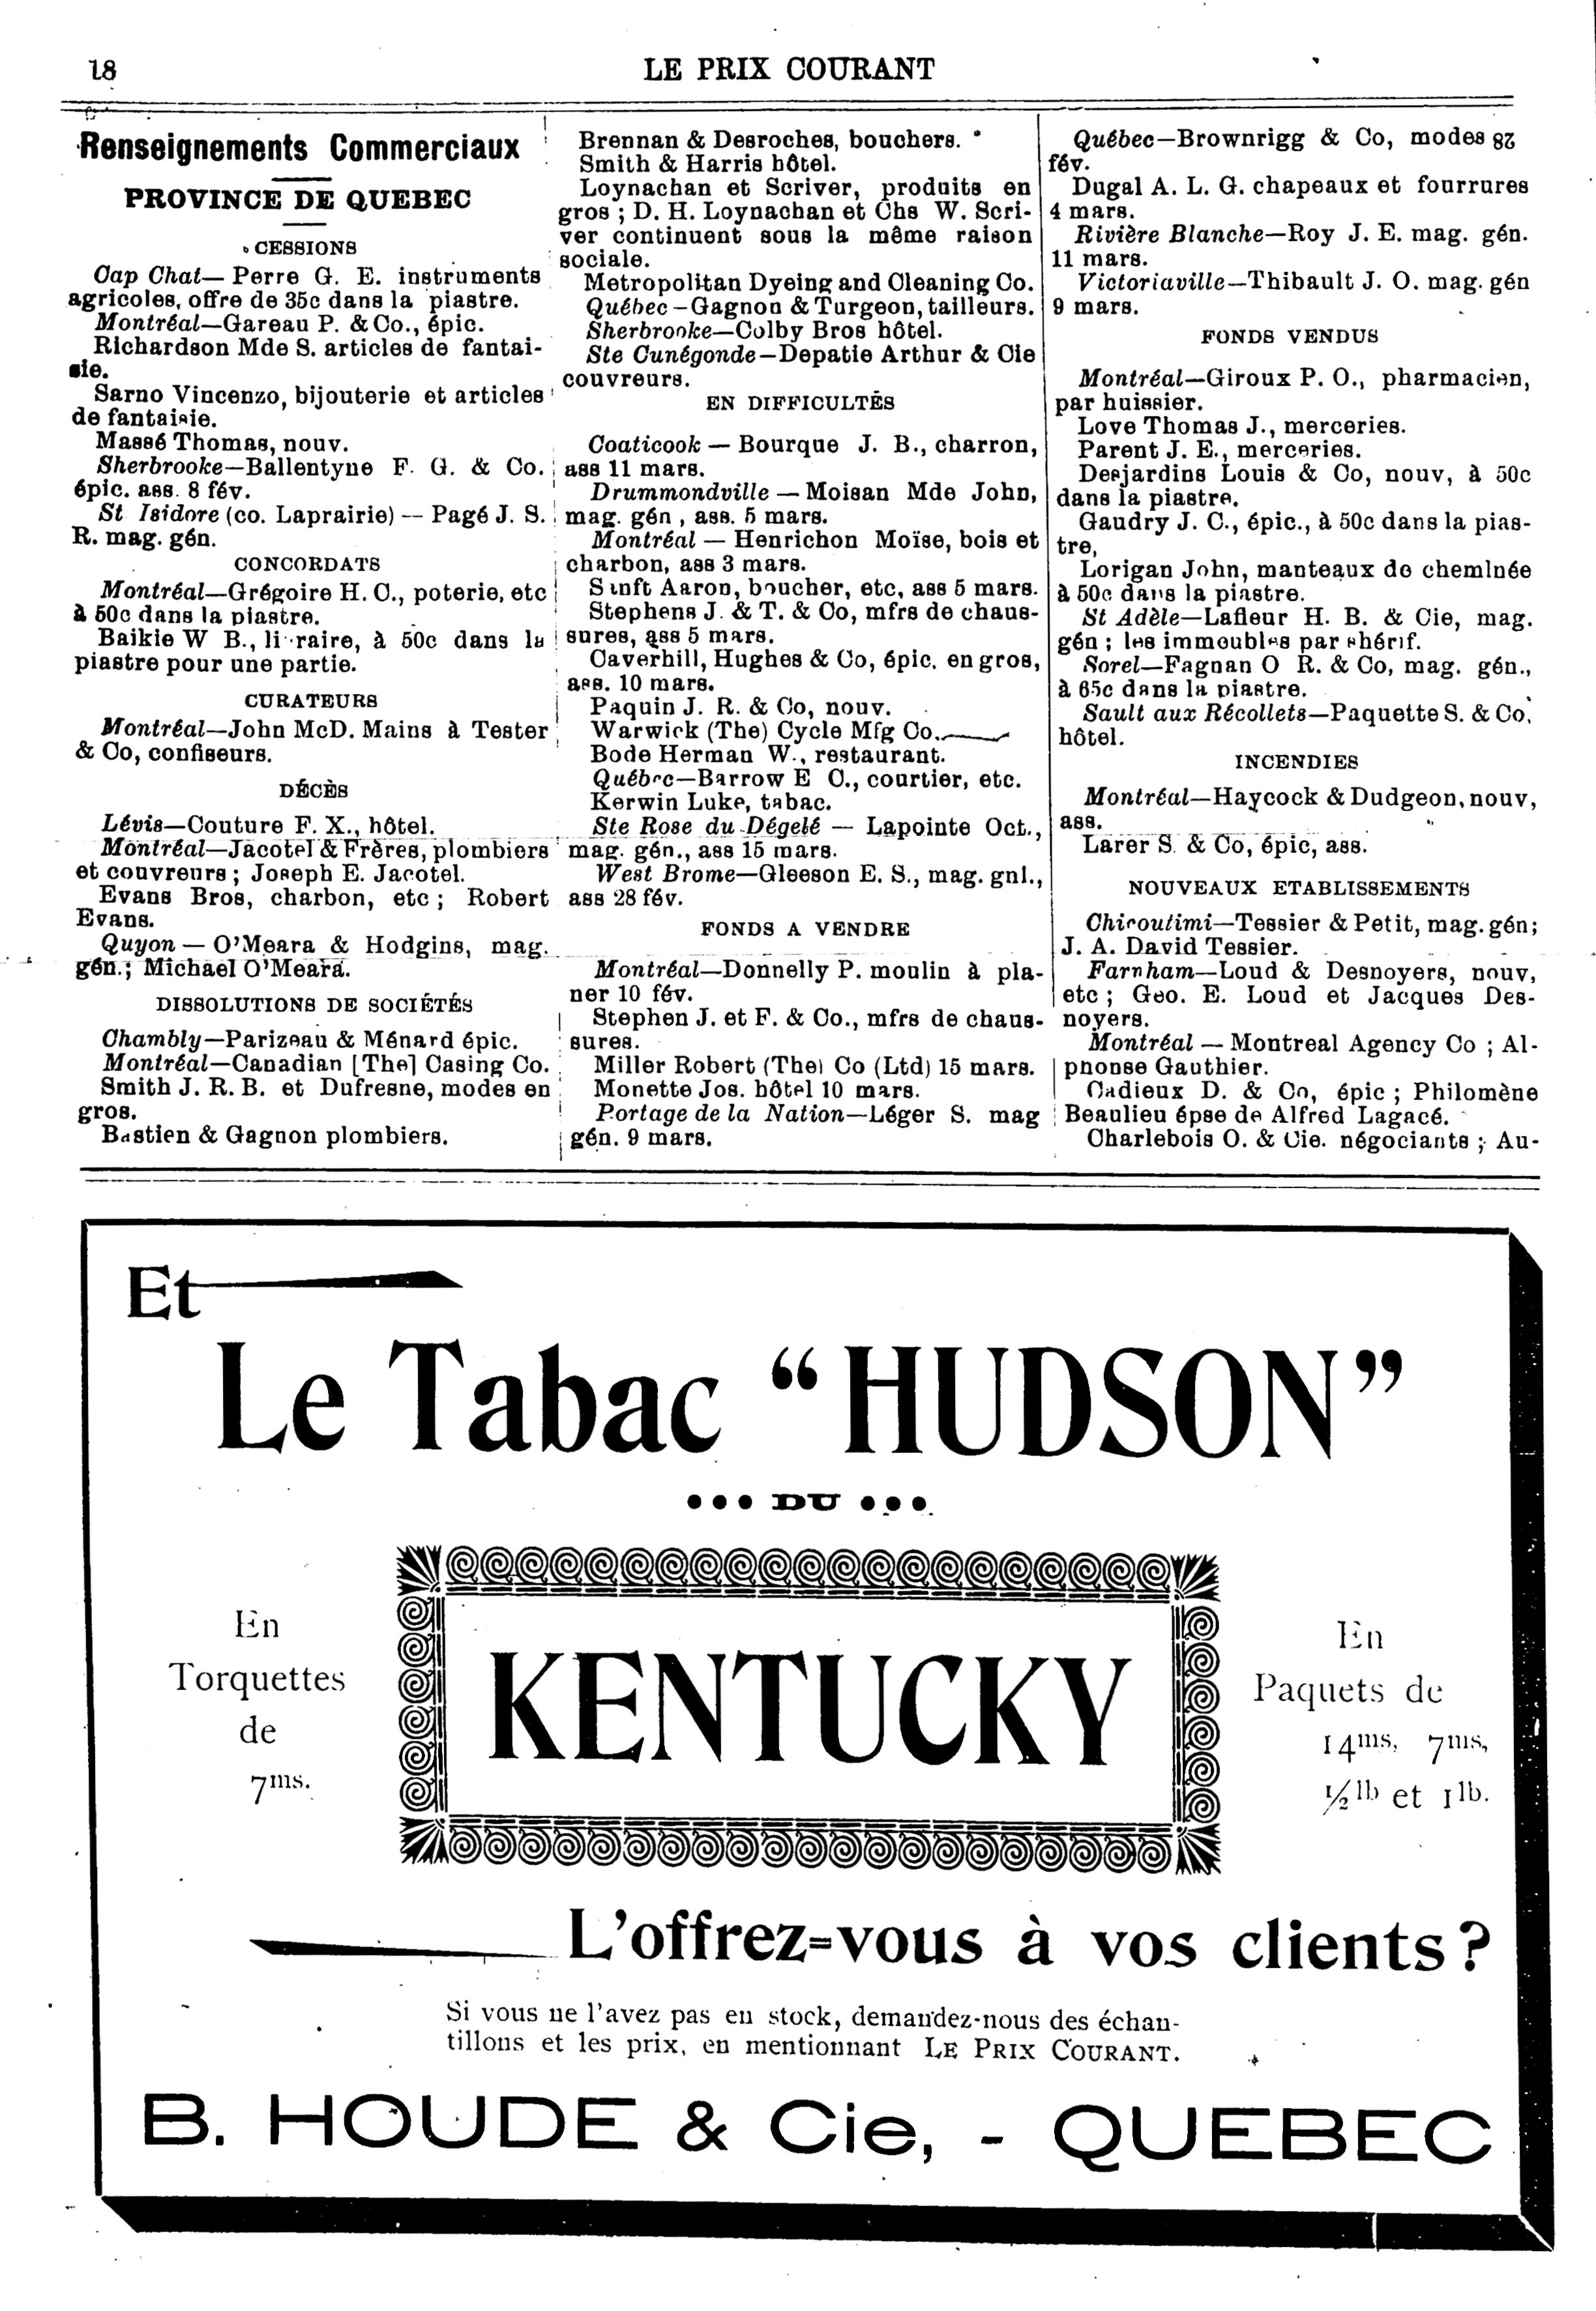 18
LE PRIX COURANT
Renseignements Commerciaux
PROVINCE DE QUEBEC
CESSIONS
Cap Chat— Perre G. E. instruments
agricoles, offre de 35c dans la piastre.
Montréal—Gareau P. & Co., épic.
Richardson Mde S. articles de fantai-
sie.
Sarno Vincenzo, bijouterie et articles
de fantaisie.
Massé Thomas, nouv.
Sherbrooke—Ballentyne F. G. & Co.
épic. ass. 8 fév.
St Isidore (co. Laprairie) — Pagé J. S.
R. mag. gén.
CONCORDATS
Montréal—Grégoire H. C., poterie, etc
à 50c dans la piastre.
Baikie W B., libraire, à 50c dans la
piastre pour une partie.
CURATEURS
Montréal—John McD. Mains à Tester
& Co, confiseurs.
DÉCÈS
Lévis—Couture F. X., hôtel.
Montréal—Jacotel & Frères, plombiers
et couvreurs ; Joseph E. Jacotel.
Evans Bros, charbon, etc ; Robert
Evans.
Quyon — O'Meara & Hodgins, mag.
gén.; Michael O'Meara.
DISSOLUTIONS DE SOCIÉTÉS
Chambly—Parizeau & Ménard épic.
Montréal—Canadian [The] Casing Co.
Smith J. R. B. et Dufresne, modes en
gros.
Bastien & Gagnon plombiers.
Brennan & Desroches, bouchers.
Smith & Harris hôtel.
Loynachan et Scriver, produits en
gros ; D. H. Loynachan et Chs W. Scri-
ver continuent sous la même raison
sociale.
Metropolitan Dyeing and Cleaning Co.
Québec—Gagnon & Turgeon, tailleurs.
Sherbrooke—Colby Bros hôtel.
Ste Cunégonde—Depatie Arthur & Cie
couvreurs.
EN DIFFICULTÉS
Coaticook — Bourque J. B., charron,
ass 11 mars.
Drummondville — Moisan Mde John,
mag. gén , ass. 5 mars.
Montréal — Henrichon Moïse, bois et
charbon, ass 3 mars.
Aaron, boucher, etc, ass 5 mars.
Stephens J. & T. & Co, mfrs de chaus-
sures, ass 5 mars.
Caverhill, Hughes & Co, épic. en gros,
ass. 10 mars.
Paquin J. R. & Co, nouv.
Warwick (The) Cycle Mfg Co.
Bode Herman W., restaurant.
Québec—Barrow E C., courtier, etc.
Kerwin Luke, tabac.
Ste Rose du Dégelé — Lapointe Oct.,
mag. gén., ass 15 mars.
West Brome—Gleeson E. S., mag. gnl.,
ass 28 fév.
FONDS A VENDRE
Montréal—Donnelly P. moulin à pla-
ner 10 fév.
Stephen J. et F. & Co., mfrs de chaus-
sures.
Miller Robert (The) Co (Ltd) 15 mars.
Monette Jos. hôtel 10 mars.
Portage de la Nation—Léger S. mag
gén. 9 mars.
Québec—Brownrigg & Co, modes 28
fév.
Dugal A. L. G. chapeaux et fourrures
4 mars.
Rivière Blanche—Roy J. E. mag. gén.
11 mars.
Victoriaville—Thibault J. O. mag. gén
9 mars.
FONDS VENDUS
Montréal—Giroux P. O., pharmacien,
par huissier.
Love Thomas J., merceries.
Parent J. E., merceries.
Desjardins Louis & Co, nouv, à 50c
dans la piastre.
Gaudry J. C., épic., à 50c dans la pias-
tre,
Lorigan John, manteaux de cheminée
à 50c dans la piastre.
St Adèle—Lafleur H. B. & Cie, mag.
gén ; les immeubles par shérif.
Sorel—Fagnan O R. & Co, mag. gén.,
à 65c dans la piastre.
Sault aux Récollets—Paquette S. & Co,
hôtel.
INCENDIES
Montréal—Haycock & Dudgeon, nouv,
ass.
Larer S. & Co, épic, ass.
NOUVEAUX ETABLISSEMENTS
Chicoutimi—Tessier & Petit, mag. gén;
J. A. David Tessier.
Farnham—Loud & Desnoyers, nouv,
etc ; Geo. E. Loud et Jacques Des-
noyers.
Montréal — Montreal Agency Co ; Al-
phonse Gauthier.
Cadieux D. & Co, épic ; Philomène
Beaulieu épse de Alfred Lagacé.
Charlebois O. & Cie. négociants ; Au-
Et
Le Tabac “HUDSON”
... DU ...
KENTUCKY
En
Torquettes
de
7ms.
En
Paquets de
14ms, 7ms,
½ lb et 1 lb.
L'offrez=vous à vos clients?
Si vous ne l'avez pas en stock, demandez-nous des échan-
tillons et les prix, en mentionnant LE PRIX COURANT.
B. HOUDE & Cie, - QUEBEC